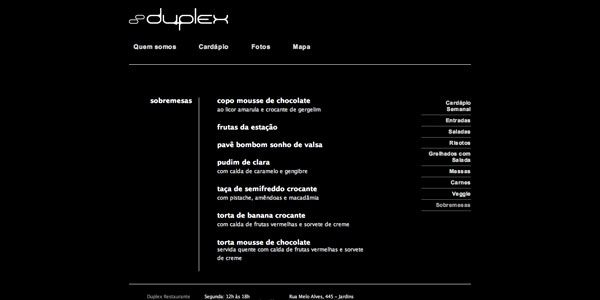 duplex
Quem somos Cardápio Fotos Mapa
sobremesas
copo mousse de chocolate
ao licor amarula e crocante de gergelim
frutas da estação
pavê bombom sonho de valsa
pudim de clara
com calda de caramelo e gengibre
taça de semifreddo crocante
com pistache, amêndoas e macadâmia
torta de banana crocante
com calda de frutas vermelhas e sorvete de creme
torta mousse de chocolate
servida quente com calda de frutas vermelhas e sorvete
de creme
Cardápio
Semanal
Entradas
Saladas
Risotos
Grelhados com
Salada
Massas
Carnes
Veggie
Sobremesas
Duplex Restaurante Segunda: 12h às 18h Rua Melo Alves, 445 - Jardins